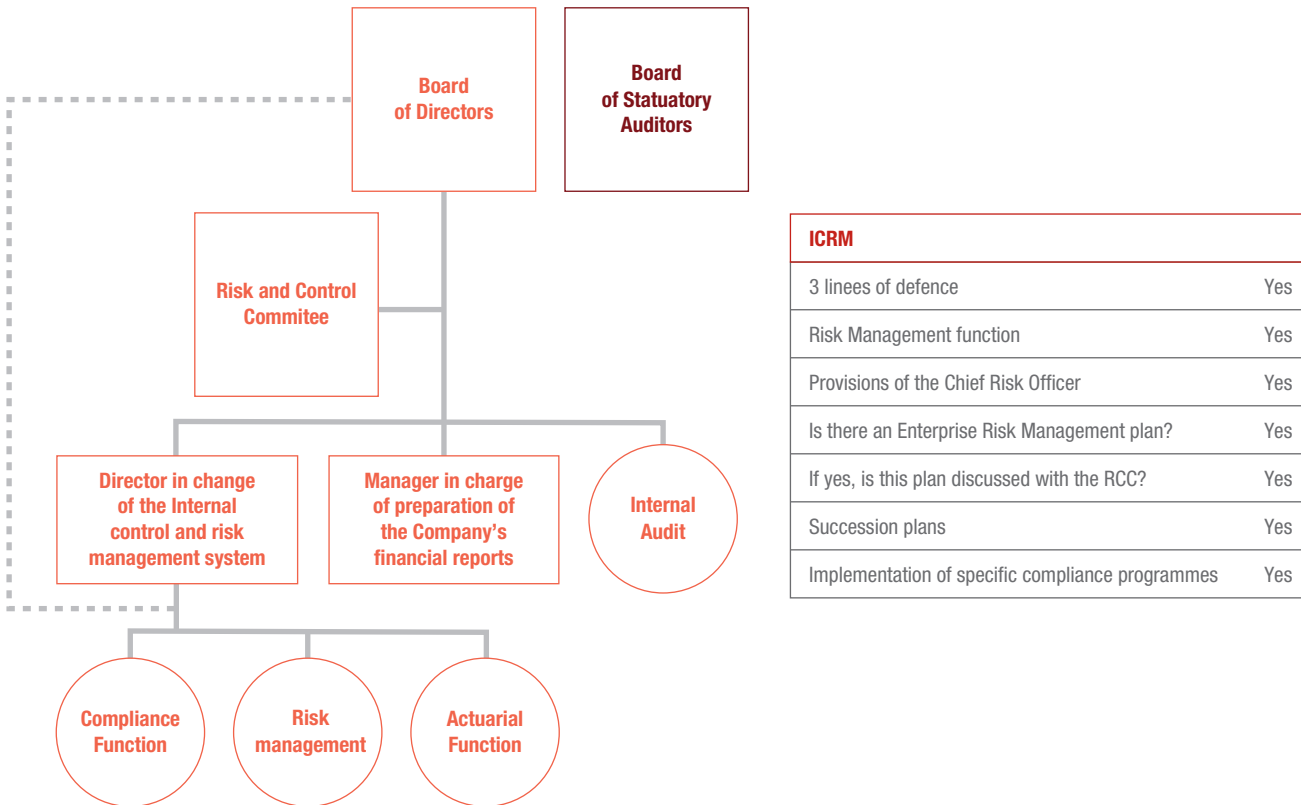 Board
of Directors
Board
of Statuatory
Auditors
Risk and Control
Commitee
Director in change
of the Internal
control and risk
management system
Manager in charge
of preparation of
the Company's
financial reports
Internal
Audit
Compliance
Function
Risk
management
Actuarial
Function
ICRM
3 linees of defence Yes
Risk Management function Yes
Provisions of the Chief Risk Officer Yes
Is there an Enterprise Risk Management plan? Yes
If yes, is this plan discussed with the RCC? Yes
Succession plans Yes
Implementation of specific compliance programmes Yes